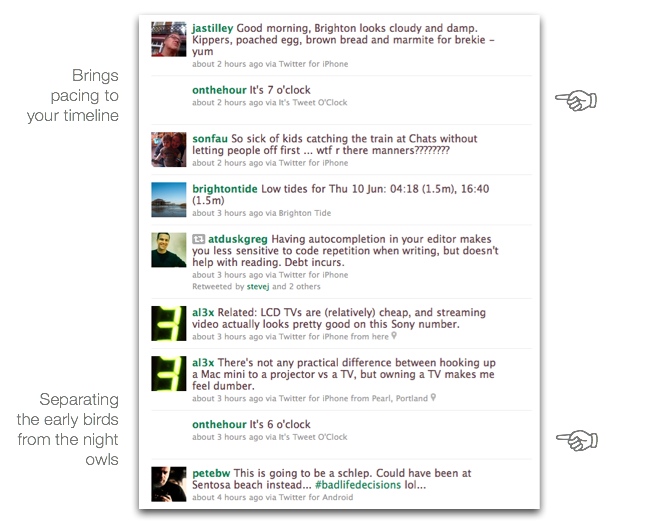 jastilley Good morning, Brighton looks cloudy and damp.
Kippers, poached egg, brown bread and marmite for brekie -
yum
about 2 hours ago via Twitter for iPhone
Brings
pacing to
your timeline
onthehour It's 7 o'clock
about 2 hours ago via It's Tweet O'Clock
sonfau So sick of kids catching the train at Chats without
letting people off first ... wtf r there manners????????
about 2 hours ago via Twitter for iPhone
brightontide Low tides for Thu 10 Jun: 04:18 (1.5m), 16:40
(1.5m)
about 3 hours ago via Brighton Tide
atduskgreg Having autocompletion in your editor makes
you less sensitive to code repetition when writing, but doesn't
help with reading. Debt incurs.
about 3 hours ago via Twitter for iPhone
Retweeted by stevej and 2 others
al3x Related: LCD TVs are (relatively) cheap, and streaming
video actually looks pretty good on this Sony number.
about 3 hours ago via Twitter for iPhone from here
al3x There's not any practical difference between hooking up
a Mac mini to a projector vs a TV, but owning a TV makes me
feel dumber.
about 3 hours ago via Twitter for iPhone from Pearl, Portland
Separating
the early birds
from the night
owls
onthehour It's 6 o'clock
about 3 hours ago via It's Tweet O'Clock
petebw This is going to be a schlep. Could have been at
Sentosa beach instead... #badlifedecisions lol...
about 4 hours ago via Twitter for Android